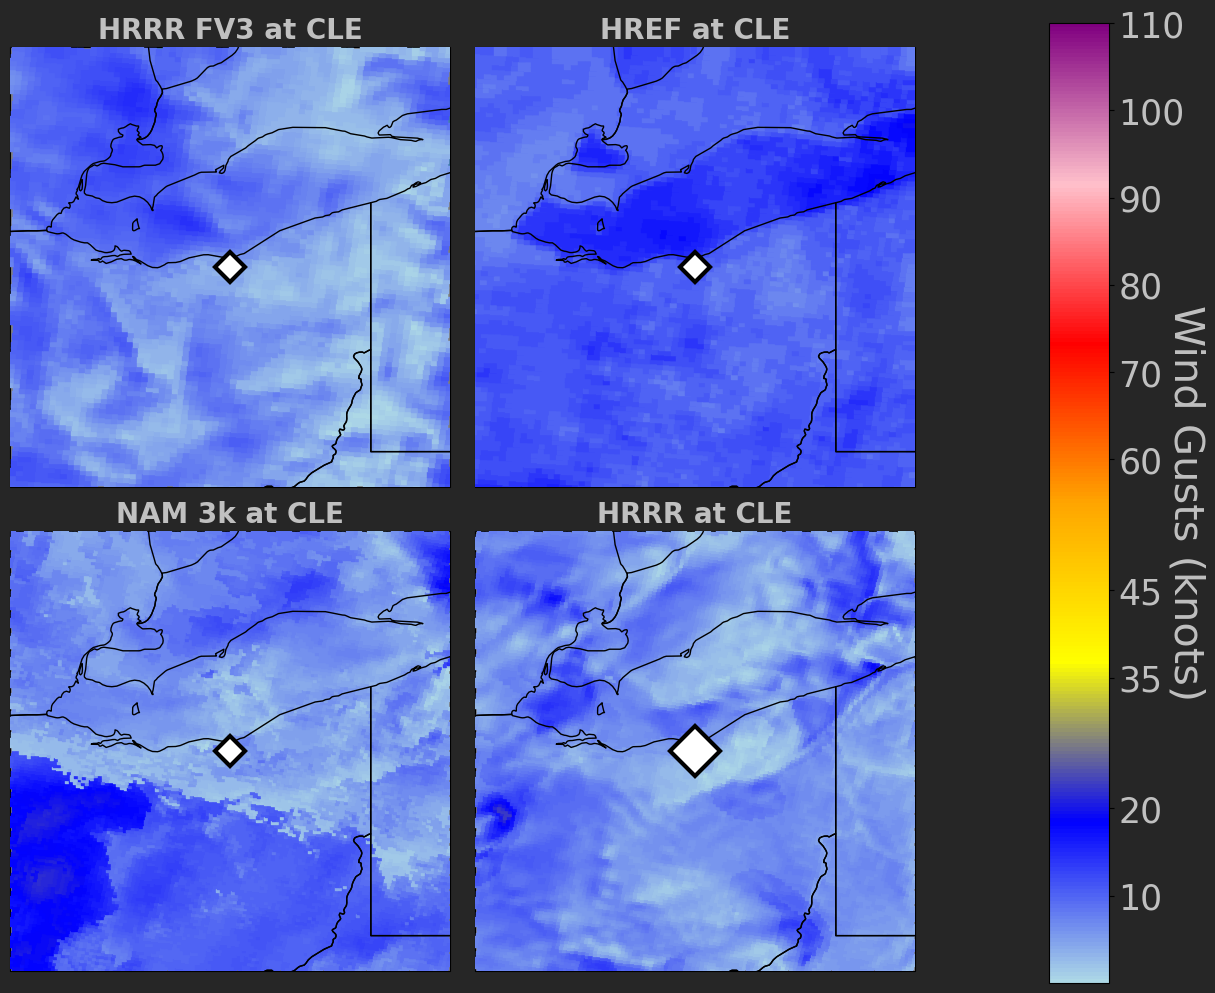 HRRR FV3 at CLE
HREF at CLE
NAM 3k at CLE
HRRR at CLE
110
100
90
80
70
60
45
35
20
10
Wind Gusts (knots)